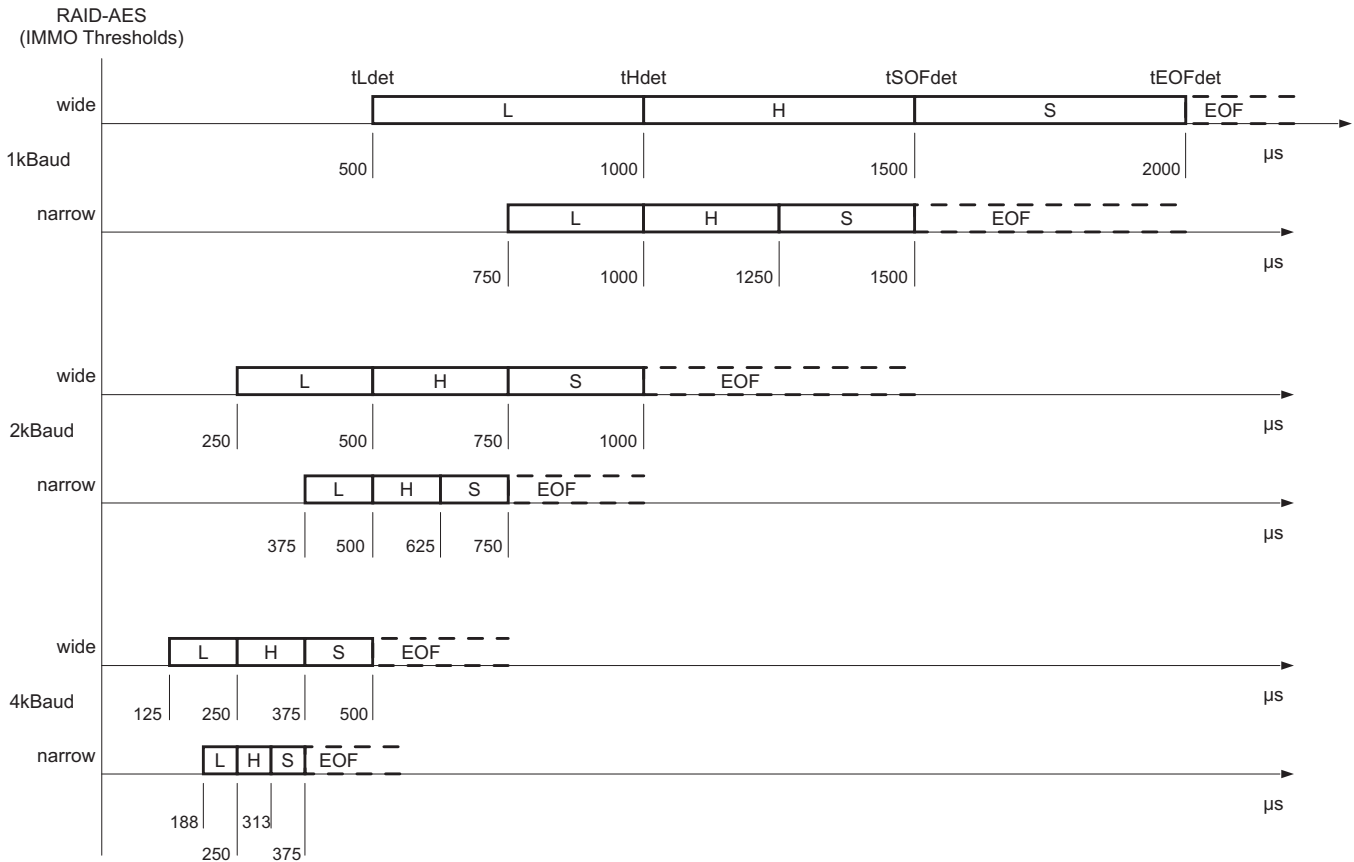 RAID-AES
(IMMO Thresholds)
tLdet tHdet tSOFdet tEOFdet
wide L H S EOF
1kBaud
500 1000 1500 2000 µs
narrow L H S EOF
750 1000 1250 1500 µs
wide L H S EOF
2kBaud
250 500 750 1000 µs
narrow L H S EOF
375 500 625 750 µs
wide L H S EOF
4kBaud
125 250 375 500 µs
narrow L H S EOF
188 313 µs
250 375